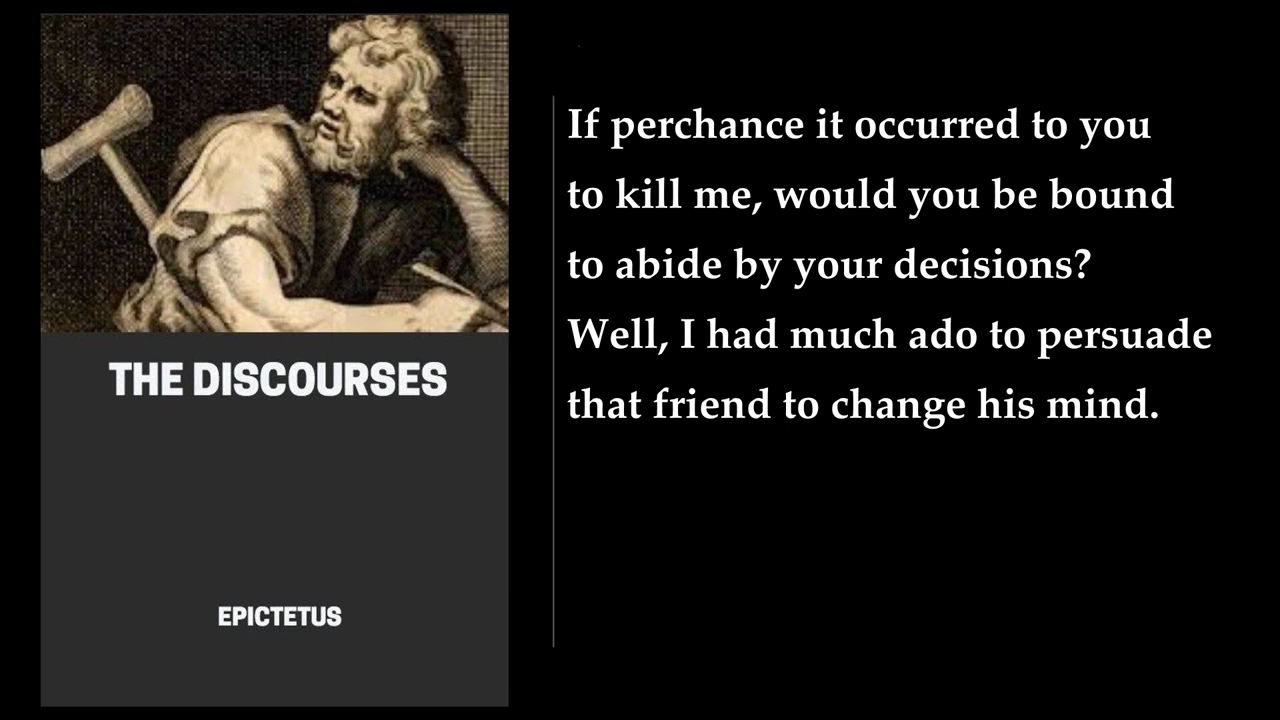 THE DISCOURSES
EPICTETUS
If perchance it occurred to you
to kill me, would you be bound
to abide by your decisions?
Well, I had much ado to persuade
that friend to change his mind.